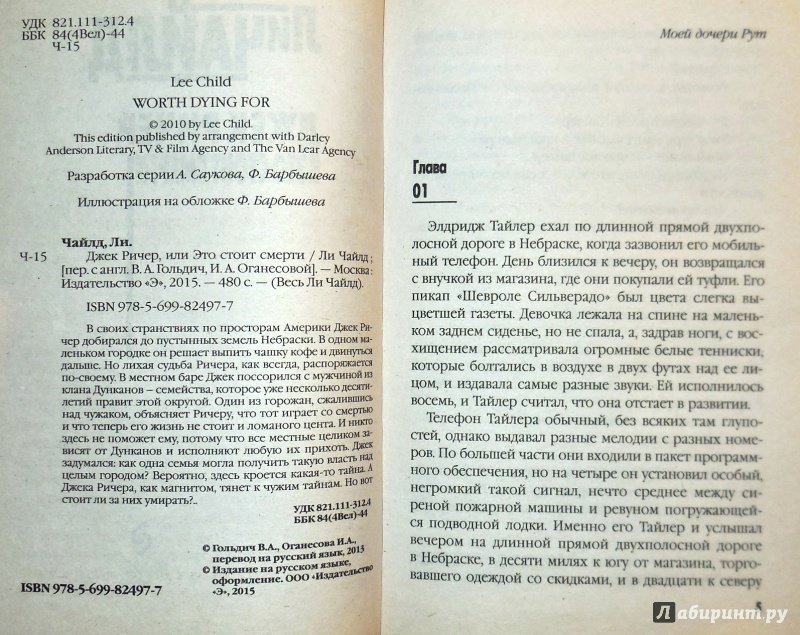 УДК 821.111-312.4
ББК 84(4Вел)-44
Ч-15
Lee Child
WORTH DYING FOR
© 2010 by Lee Child.
This edition published by arrangement with Darley
Anderson Literary, TV & Film Agency and The Van Lear Agency
Разработка серии А. Саукова, Ф. Барбышева
Иллюстрация на обложке Ф. Барбышева
Чайлд, Ли.
Ч-15 Джек Ричер, или Это стоит смерти / Ли Чайлд ;
[пер. с англ. В. А. Гольдич, И. А. Оганесовой]. — Москва :
Издательство «Э», 2015. — 480 с. — (Весь Ли Чайлд).
ISBN 978-5-699-82497-7
В своих странствиях по просторам Америки Джек Ри-
чер добирался до пустынных земель Небраски. В одном ма-
леньком городке он решает выпить чашку кофе и двинуться
дальше. Но лихая судьба Ричера, как всегда, распоряжается
по-своему. В местном баре Джек поссорился с мужчиной из
клана Дунканов – семейства, которое уже несколько десяти-
летий правит этой округой. Один из горожан, сжалившись
над чужаком, объясняет Ричеру, что тот играет со смертью
и что теперь его жизнь не стоит и ломаного цента. И никто
здесь не поможет ему, потому что все местные целиком за-
висят от Дунканов и исполняют любую их прихоть. Джек
задумался: как одна семья могла получить такую власть над
целым городом? Вероятно, здесь кроется какая-то тайна. А
Джека Ричера, как магнитом, тянет к чужим тайнам. Но вот
стоит ли за них умирать?..
УДК 821.111-312.4
ББК 84(4Вел)-44
© Гольдич В.А., Оганесова И.А.,
перевод на русский язык, 2013
© Издание на русском языке,
оформление. ООО «Издательство
«Э», 2015
ISBN 978-5-699-82497-7
Моей дочери Рут
Глава
01
Элдридж Тайлер ехал по длинной прямой двухпо-
лосной дороге в Небраске, когда зазвонил его мобиль-
ный телефон. День близился к вечеру, он возвращался
с внучкой из магазина, где они покупали ей туфли. Его
пикап «Шевроле Сильверадо» был цвета слегка вы-
цветшей газеты. Девочка лежала на спине на малень-
ком заднем сиденье, но не спала, а, задрав ноги, с вос-
хищением рассматривала огромные белые тенниски,
которые болтались в воздухе в двух футах над ее ли-
цом, и издавала самые разные звуки. Ей исполнилось
восемь, и Тайлер считал, что она отстает в развитии.
Телефон Тайлера обычный, без всяких там глупо-
стей, однако выдавал разные мелодии с разных номе-
ров. По большей части они входили в пакет программ-
ного обеспечения, но на четыре он установил особый,
негромкий такой сигнал, нечто среднее между си-
реной пожарной машины и ревуном погружающей-
ся подводной лодки. Именно его Тайлер и услышал
вечером на длинной прямой двухполосной дороге
в Небраске, в десяти милях к югу от магазина, торго-
вавшего одеждой со скидками, и в двадцати к северу
5
Лабиринт.ру